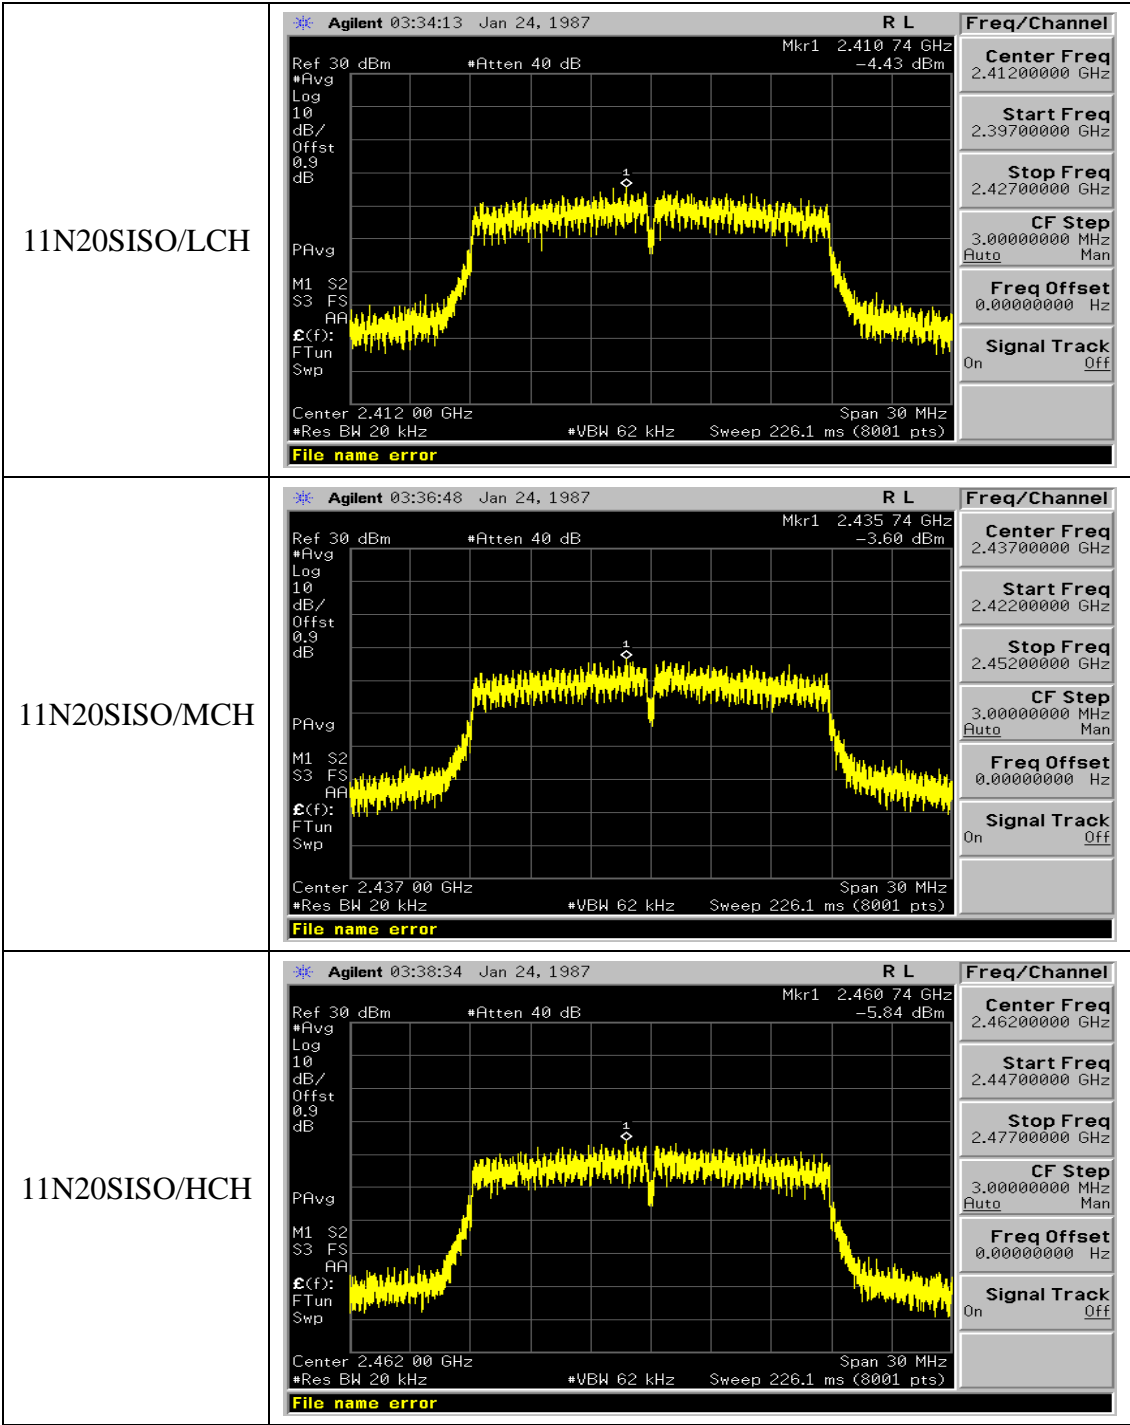 11N20SISO/LCH
Agilent 03:34:13 Jan 24, 1987 R L Freq/Channel
Mkr1 2.410 74 GHz
Ref 30 dBm #Atten 40 dB -4.43 dBm
#Avg
Log
10
dB/
Offst
0.9
dB
1
PAvg
M1 S2
S3 FS
AA
£(f):
FTun
Swp
Center 2.412 00 GHz Span 30 MHz
#Res BW 20 kHz #VBW 62 kHz Sweep 226.1 ms (8001 pts)
File name error
Center Freq
2.41200000 GHz
Start Freq
2.39700000 GHz
Stop Freq
2.42700000 GHz
CF Step
3.00000000 MHz
Auto Man
Freq Offset
0.00000000 Hz
Signal Track
On Off
11N20SISO/MCH
Agilent 03:36:48 Jan 24, 1987 R L Freq/Channel
Mkr1 2.435 74 GHz
Ref 30 dBm #Atten 40 dB -3.60 dBm
#Avg
Log
10
dB/
Offst
0.9
dB
1
PAvg
M1 S2
S3 FS
AA
£(f):
FTun
Swp
Center 2.437 00 GHz Span 30 MHz
#Res BW 20 kHz #VBW 62 kHz Sweep 226.1 ms (8001 pts)
File name error
Center Freq
2.43700000 GHz
Start Freq
2.42200000 GHz
Stop Freq
2.45200000 GHz
CF Step
3.00000000 MHz
Auto Man
Freq Offset
0.00000000 Hz
Signal Track
On Off
11N20SISO/HCH
Agilent 03:38:34 Jan 24, 1987 R L Freq/Channel
Mkr1 2.460 74 GHz
Ref 30 dBm #Atten 40 dB -5.84 dBm
#Avg
Log
10
dB/
Offst
0.9
dB
1
PAvg
M1 S2
S3 FS
AA
£(f):
FTun
Swp
Center 2.462 00 GHz Span 30 MHz
#Res BW 20 kHz #VBW 62 kHz Sweep 226.1 ms (8001 pts)
File name error
Center Freq
2.46200000 GHz
Start Freq
2.44700000 GHz
Stop Freq
2.47700000 GHz
CF Step
3.00000000 MHz
Auto Man
Freq Offset
0.00000000 Hz
Signal Track
On Off